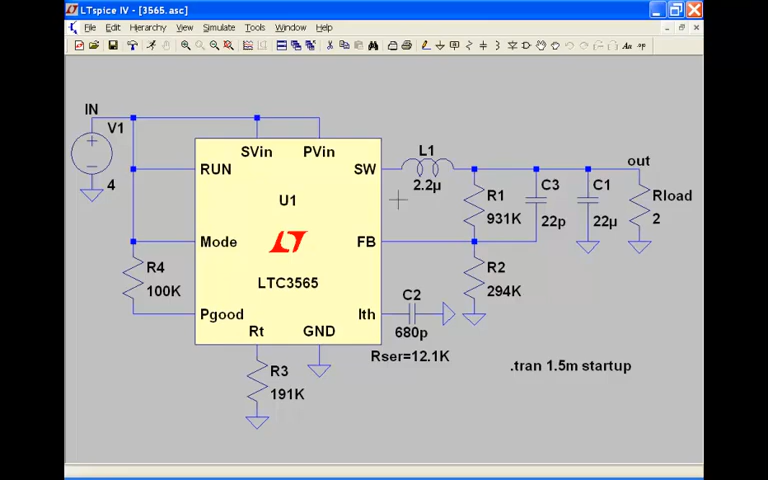 LTspice IV - [3565.asc]
File Edit Hierarchy View Simulate Tools Window Help
IN
V1
4
SVin PVin
RUN
SW
U1
Mode
FB
LTC3565
Pgood
Ith
Rt
GND
R4
100K
R3
191K
L1
2.2µ
R1
931K
C3
22p
C1
22µ
out
Rload
2
R2
294K
C2
680p
Rser=12.1K
.tran 1.5m startup